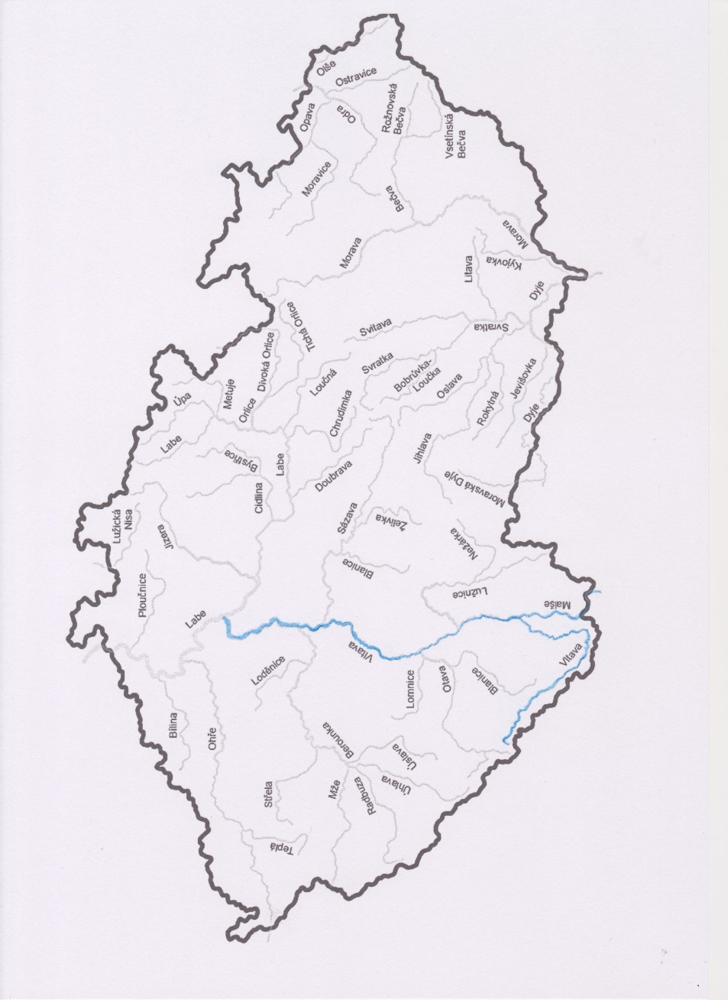 Olše
Ostravice
Opava
Odra
Rožnovská
Bečva
Vsetínská
Bečva
Moravice
Bečva
Morava
Morava
Litava
Kyjovka
Dyje
Tichá Orlice
Svitava
Svratka
Divoká Orlice
Svratka
Loučná
Bobrůvka-
Loučka
Oslava
Jevišovka
Metuje
Úpa
Orlice
Chrudimka
Rokytná
Dyje
Labe
Bystřice
Labe
Doubrava
Jihlava
Moravská Dyje
Cidlina
Lužická
Nisa
Jizera
Sázava
Želivka
Nežárka
Blanice
Ploučnice
Lužnice
Malše
Labe
Vltava
Vltava
Loděnice
Lomnice
Otava
Blanice
Bílina
Ohře
Berounka
Úslava
Úhlava
Střela
Mže
Radbuza
Teplá